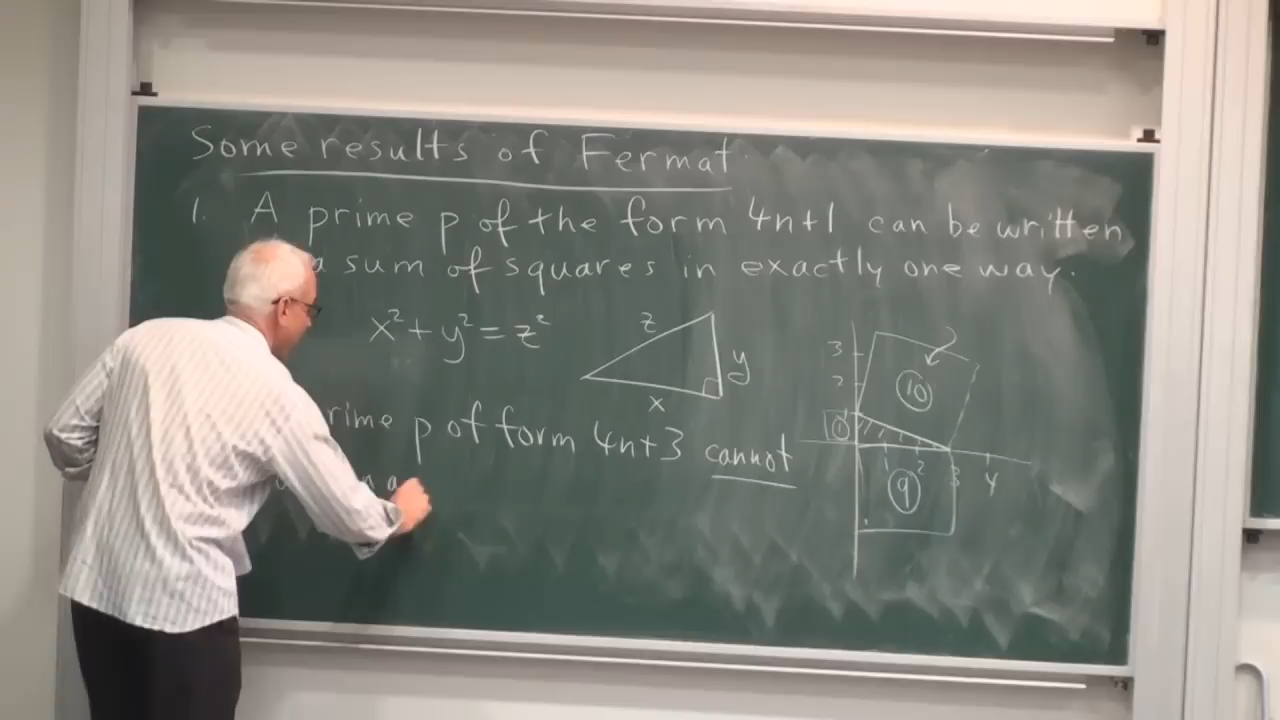 Some results of Fermat
1. A prime p of the form 4n+1 can be written
a sum of squares in exactly one way.
x²+y²=z²
z
y
x
3
2
10
1
1 2 3 4
9
rime p of form 4n+3 cannot